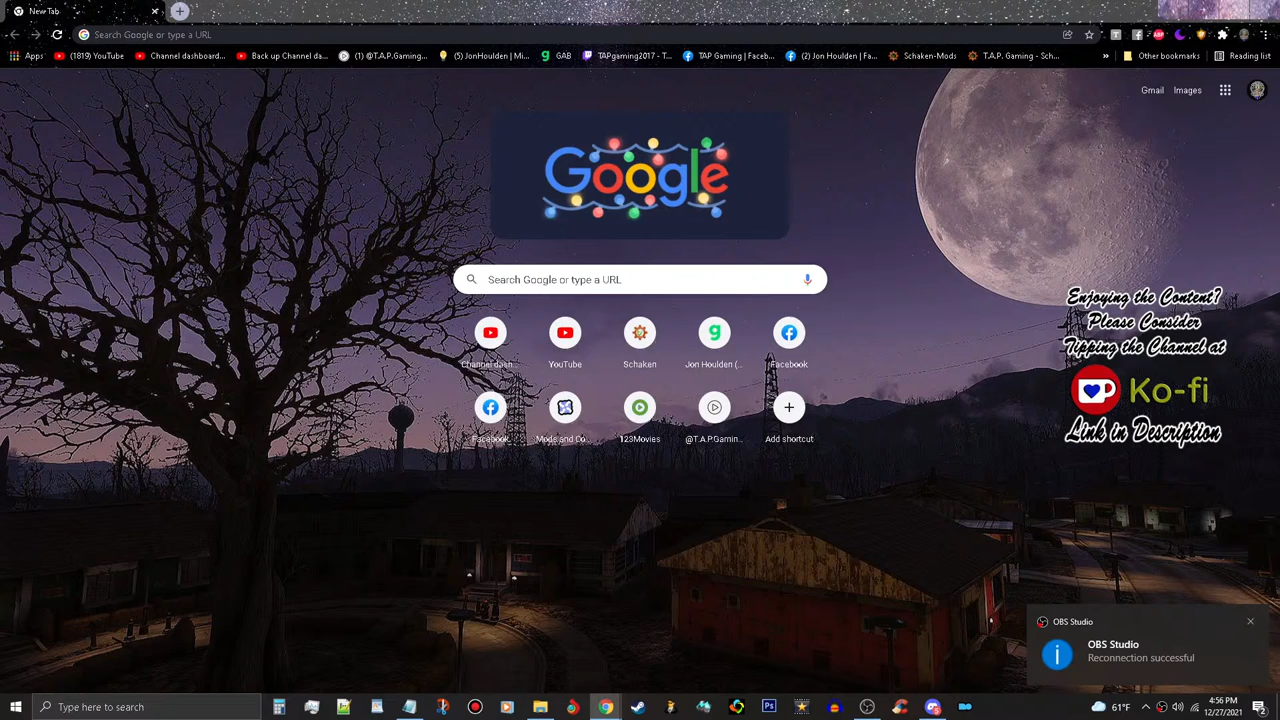 New Tab
Search Google or type a URL
Apps
(1819) YouTube
Channel dashboard...
Back up Channel da...
(1) @T.A.P.Gaming...
(5) JonHoulden | Mi...
GAB
TAPgaming2017 - T...
TAP Gaming | Faceb...
(2) Jon Houlden | Fa...
Schaken-Mods
T.A.P. Gaming - Sch...
»
Other bookmarks
Reading list
Gmail
Images
Google
Search Google or type a URL
Channel dash...
YouTube
Schaken
Jon Houlden (...
Facebook
Facebook
Mods and Co...
123Movies
@T.A.P.Gamin...
Add shortcut
Enjoying the Content?
Please Consider
Tipping the Channel at
Ko-fi
Link in Description
OBS Studio
OBS Studio
Reconnection successful
Type here to search
61°F
4:56 PM
12/27/2021